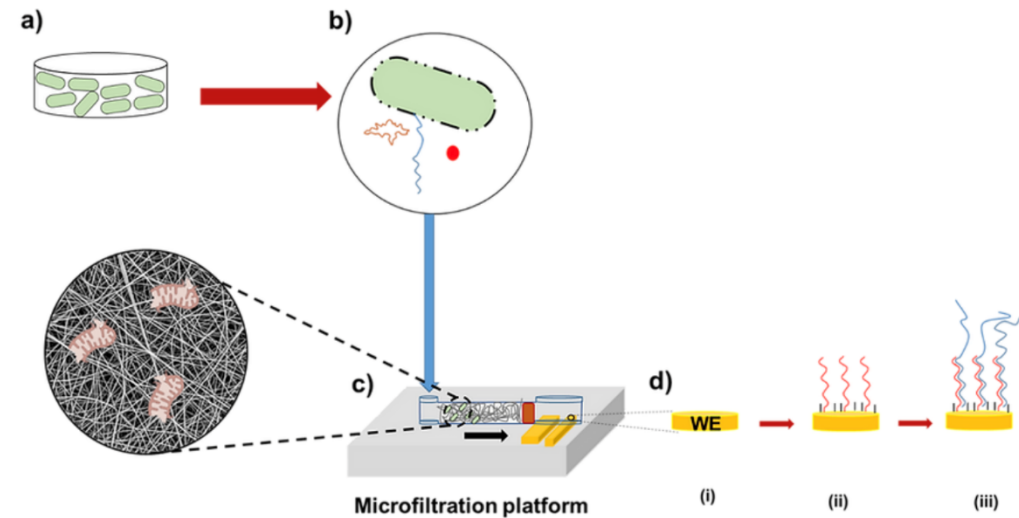 a)
b)
c)
d)
WE
(i)
(ii)
(iii)
Microfiltration platform